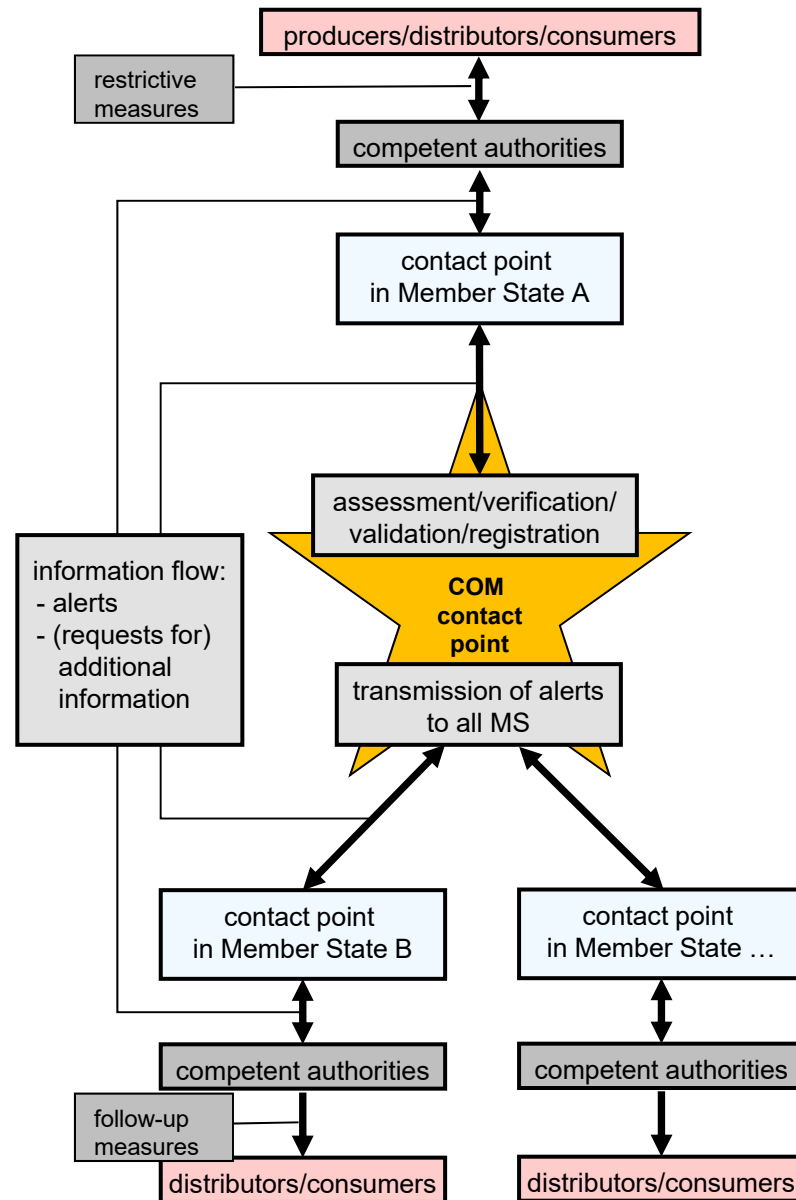 producers/distributors/consumers
restrictive
measures
competent authorities
contact point
in Member State A
assessment/verification/
validation/registration
information flow:
- alerts
- (requests for)
additional
information
COM
contact
point
transmission of alerts
to all MS
contact point
in Member State B
contact point
in Member State …
competent authorities
competent authorities
follow-up
measures
distributors/consumers
distributors/consumers